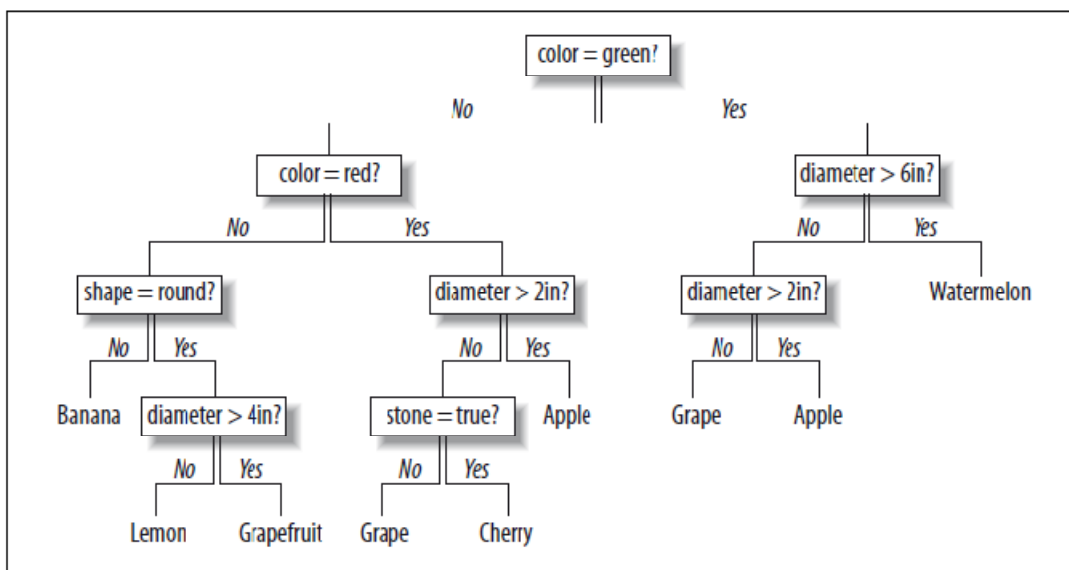 color = green?
No Yes
color = red? diameter > 6in?
No Yes No Yes
shape = round? diameter > 2in? diameter > 2in? Watermelon
No Yes No Yes No Yes
Banana diameter > 4in? stone = true? Apple Grape Apple
No Yes No Yes
Lemon Grapefruit Grape Cherry